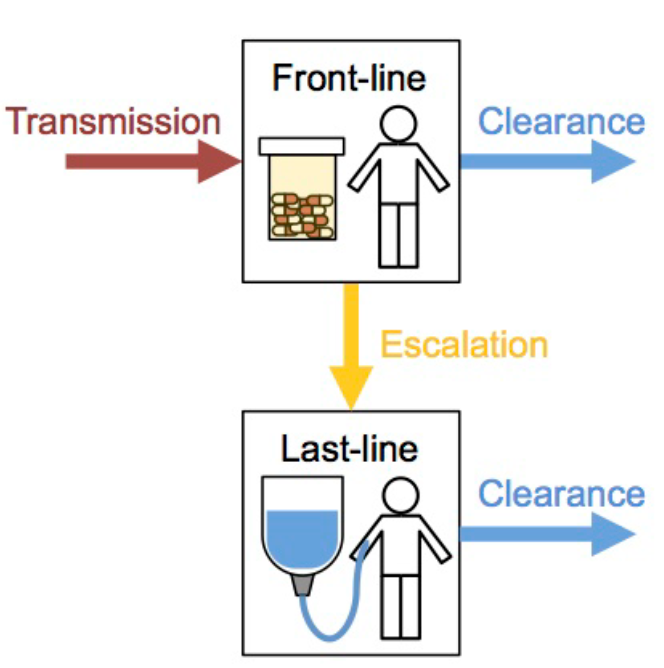 Front-line
Transmission
Clearance
Escalation
Last-line
Clearance